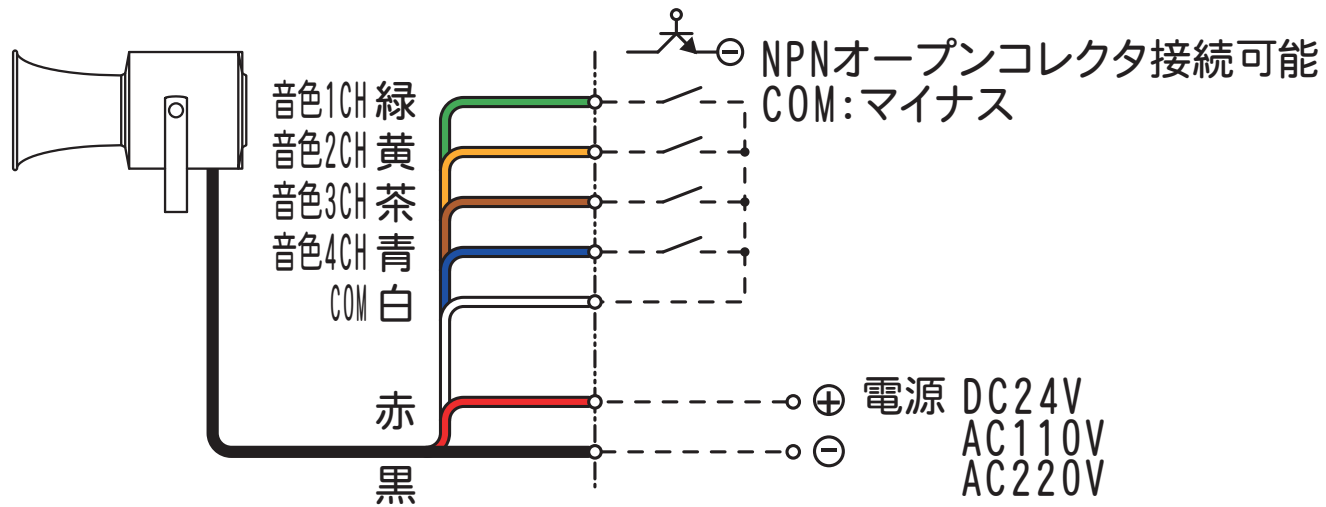 NPNオープンコレクタ接続可能
COM:マイナス
音色1CH 緑
音色2CH 黄
音色3CH 茶
音色4CH 青
COM 白
赤
黒
⊕ 電源 DC24V
⊖ AC110V
AC220V